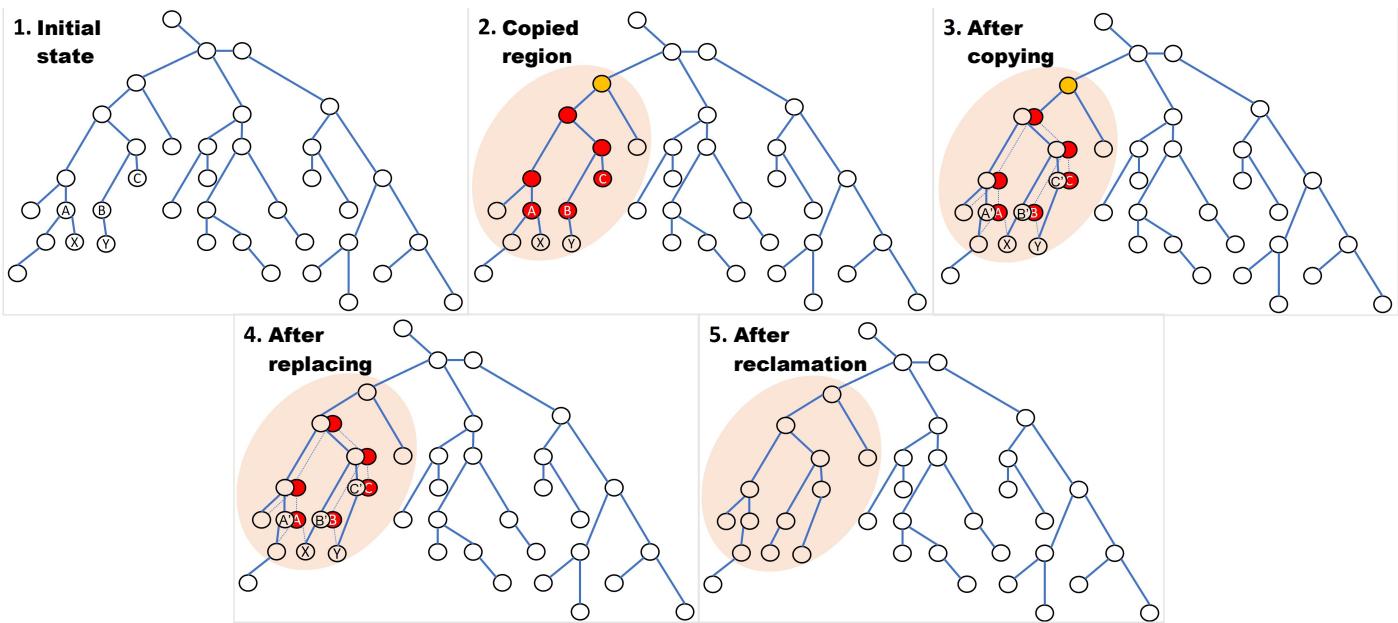 1. Initial
state
C
A
B
X
Y
2. Copied
region
C
A
B
X
Y
3. After
copying
C' C
A' A B' B
X
Y
4. After
replacing
C' C
A' A B' B
X
Y
5. After
reclamation